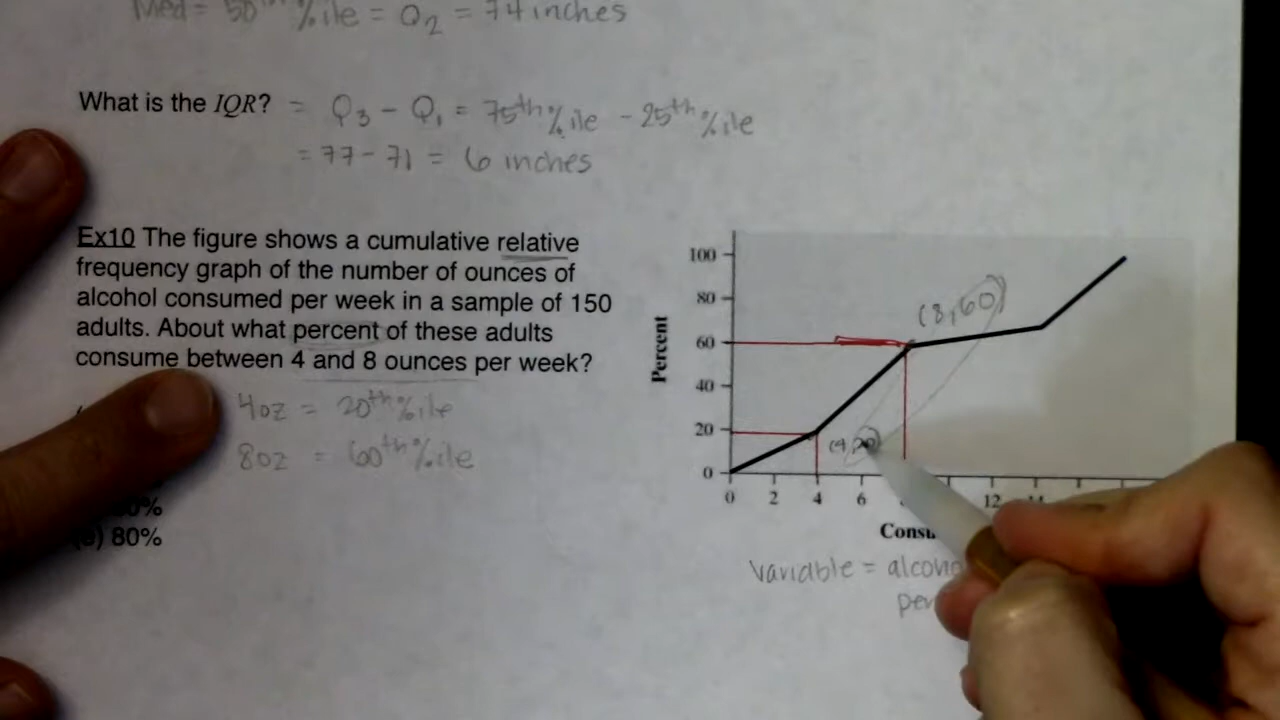 Med = 50th %ile = Q2 = 74 inches
What is the IQR? = Q3 - Q1 = 75th %ile - 25th %ile
= 77 - 71 = 6 inches
Ex10 The figure shows a cumulative relative
frequency graph of the number of ounces of
alcohol consumed per week in a sample of 150
adults. About what percent of these adults
consume between 4 and 8 ounces per week?
4oz = 20th %ile
8oz = 60th %ile
80%
Percent
100
80
60
40
20
0
(8,60)
(4,20)
0 2 4 6 12
variable =